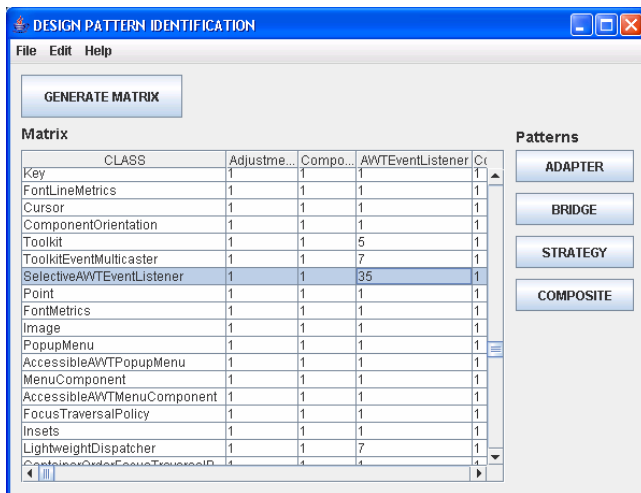 DESIGN PATTERN IDENTIFICATION
File Edit Help
GENERATE MATRIX
Matrix
Patterns
CLASS Adjustme... Compo... AWTEventListener
Key 1 1 1 1
FontLineMetrics 1 1 1 1
Cursor 1 1 1 1
ComponentOrientation 1 1 1 1
Toolkit 1 1 5 1
ToolkitEventMulticaster 1 1 7 1
SelectiveAWTEventListener 1 1 35 1
Point 1 1 1 1
FontMetrics 1 1 1 1
Image 1 1 1 1
PopupMenu 1 1 1 1
AccessibleAWTPopupMenu 1 1 1 1
MenuComponent 1 1 1 1
AccessibleAWTMenuComponent 1 1 1 1
FocusTraversalPolicy 1 1 1 1
Insets 1 1 1 1
LightweightDispatcher 1 1 7 1
ADAPTER
BRIDGE
STRATEGY
COMPOSITE